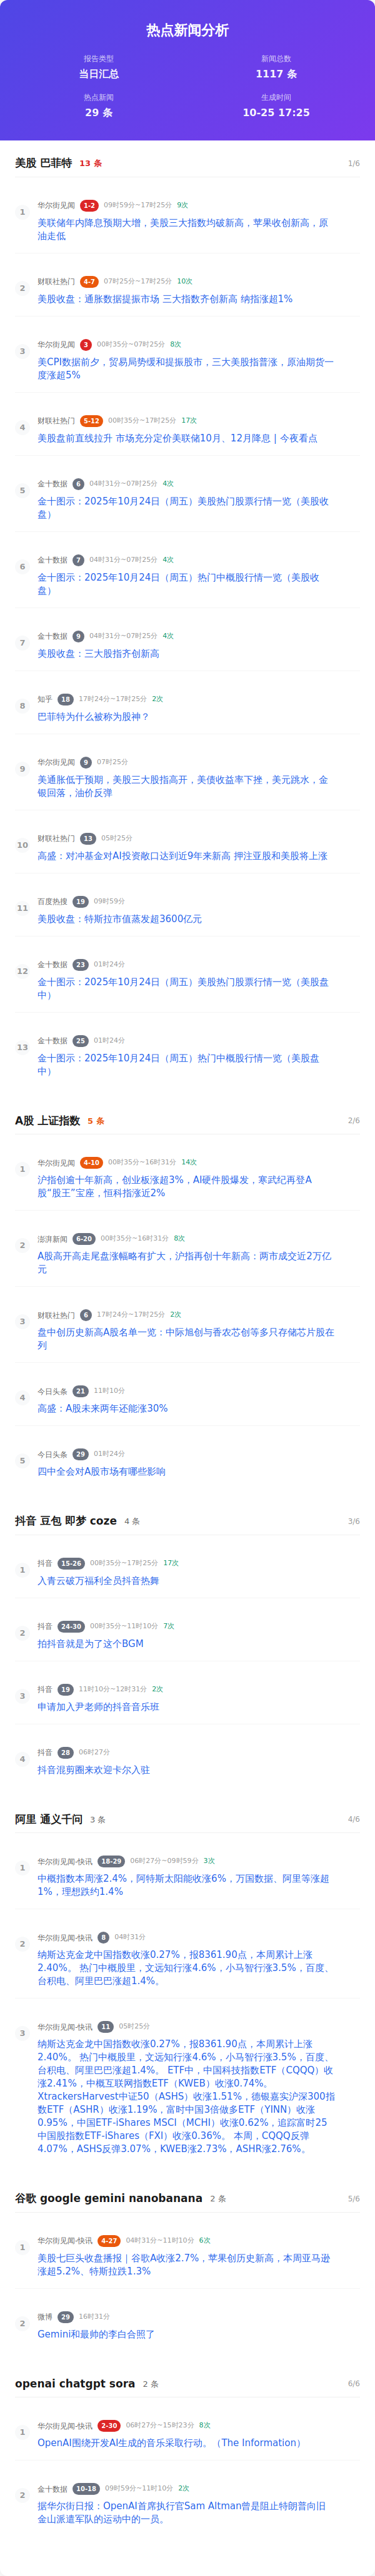 热点新闻分析
报告类型
新闻总数
当日汇总
1117 条
热点新闻
生成时间
29 条
10-25 17:25
美股 巴菲特 13 条 1/6
1
华尔街见闻 1-2 09时59分~17时25分 9次
美联储年内降息预期大增，美股三大指数均破新高，苹果收创新高，原
油走低
2
财联社热门 4-7 07时25分~17时25分 10次
美股收盘：通胀数据提振市场 三大指数齐创新高 纳指涨超1%
3
华尔街见闻 3 00时35分~07时25分 8次
美CPI数据前夕，贸易局势缓和提振股市，三大美股指普涨，原油期货一
度涨超5%
4
财联社热门 5-12 00时35分~17时25分 17次
美股盘前直线拉升 市场充分定价美联储10月、12月降息 | 今夜看点
5
金十数据 6 04时31分~07时25分 4次
金十图示：2025年10月24日（周五）美股热门股票行情一览（美股收
盘）
6
金十数据 7 04时31分~07时25分 4次
金十图示：2025年10月24日（周五）热门中概股行情一览（美股收
盘）
7
金十数据 9 04时31分~07时25分 4次
美股收盘：三大股指齐创新高
8
知乎 18 17时24分~17时25分 2次
巴菲特为什么被称为股神？
9
华尔街见闻 9 07时25分
美通胀低于预期，美股三大股指高开，美债收益率下挫，美元跳水，金
银回落，油价反弹
10
财联社热门 13 05时25分
高盛：对冲基金对AI投资敞口达到近9年来新高 押注亚股和美股将上涨
11
百度热搜 19 09时59分
美股收盘：特斯拉市值蒸发超3600亿元
12
金十数据 23 01时24分
金十图示：2025年10月24日（周五）美股热门股票行情一览（美股盘
中）
13
金十数据 25 01时24分
金十图示：2025年10月24日（周五）热门中概股行情一览（美股盘
中）
A股 上证指数 5 条 2/6
1
华尔街见闻 4-10 00时35分~16时31分 14次
沪指创逾十年新高，创业板涨超3%，AI硬件股爆发，寒武纪再登A
股“股王”宝座，恒科指涨近2%
2
澎湃新闻 6-20 00时35分~16时31分 8次
A股高开高走尾盘涨幅略有扩大，沪指再创十年新高：两市成交近2万亿
元
3
财联社热门 6 17时24分~17时25分 2次
盘中创历史新高A股名单一览：中际旭创与香农芯创等多只存储芯片股在
列
4
今日头条 21 11时10分
高盛：A股未来两年还能涨30%
5
今日头条 29 01时24分
四中全会对A股市场有哪些影响
抖音 豆包 即梦 coze 4 条 3/6
1
抖音 15-26 00时35分~17时25分 17次
入青云破万福利全员抖音热舞
2
抖音 24-30 00时35分~11时10分 7次
拍抖音就是为了这个BGM
3
抖音 19 11时10分~12时31分 2次
申请加入尹老师的抖音音乐班
4
抖音 28 06时27分
抖音混剪圈来欢迎卡尔入驻
阿里 通义千问 3 条 4/6
1
华尔街见闻-快讯 18-29 06时27分~09时59分 3次
中概指数本周涨2.4%，阿特斯太阳能收涨6%，万国数据、阿里等涨超
1%，理想跌约1.4%
2
华尔街见闻-快讯 8 04时31分
纳斯达克金龙中国指数收涨0.27%，报8361.90点，本周累计上涨
2.40%。 热门中概股里，文远知行涨4.6%，小马智行涨3.5%，百度、
台积电、阿里巴巴涨超1.4%。
3
华尔街见闻-快讯 11 05时25分
纳斯达克金龙中国指数收涨0.27%，报8361.90点，本周累计上涨
2.40%。 热门中概股里，文远知行涨4.6%，小马智行涨3.5%，百度、
台积电、阿里巴巴涨超1.4%。 ETF中，中国科技指数ETF（CQQQ）收
涨2.41%，中概互联网指数ETF（KWEB）收涨0.74%。
XtrackersHarvest中证50（ASHS）收涨1.51%，德银嘉实沪深300指
数ETF（ASHR）收涨1.19%，富时中国3倍做多ETF（YINN）收涨
0.95%，中国ETF-iShares MSCI（MCHI）收涨0.62%，追踪富时25
中国股指数ETF-iShares（FXI）收涨0.36%。 本周，CQQQ反弹
4.07%，ASHS反弹3.07%，KWEB涨2.73%，ASHR涨2.76%。
谷歌 google gemini nanobanana 2 条 5/6
1
华尔街见闻-快讯 4-27 04时31分~11时10分 6次
美股七巨头收盘播报｜谷歌A收涨2.7%，苹果创历史新高，本周亚马逊
涨超5.2%、特斯拉跌1.3%
2
微博 29 16时31分
Gemini和最帅的李白合照了
openai chatgpt sora 2 条 6/6
1
华尔街见闻-快讯 2-30 06时27分~15时23分 8次
OpenAI围绕开发AI生成的音乐采取行动。（The Information）
2
金十数据 10-18 09时59分~11时10分 2次
据华尔街日报：OpenAI首席执行官Sam Altman曾是阻止特朗普向旧
金山派遣军队的运动中的一员。